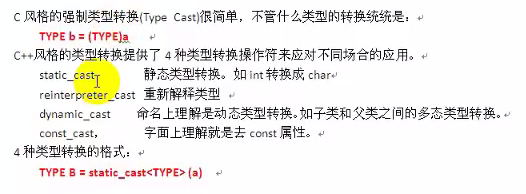 C 风格的强制类型转换(Type Cast)很简单，不管什么类型的转换统统是：
TYPE b = (TYPE)a
C++风格的类型转换提供了 4 种类型转换操作符来应对不同场合的应用。
static_cast 静态类型转换。如 int 转换成 char
reinterpreter_cast 重新解释类型
dynamic_cast 命名上理解是动态类型转换。如子类和父类之间的多态类型转换。
const_cast， 字面上理解就是去 const 属性。
4 种类型转换的格式：
TYPE B = static_cast<TYPE> (a)